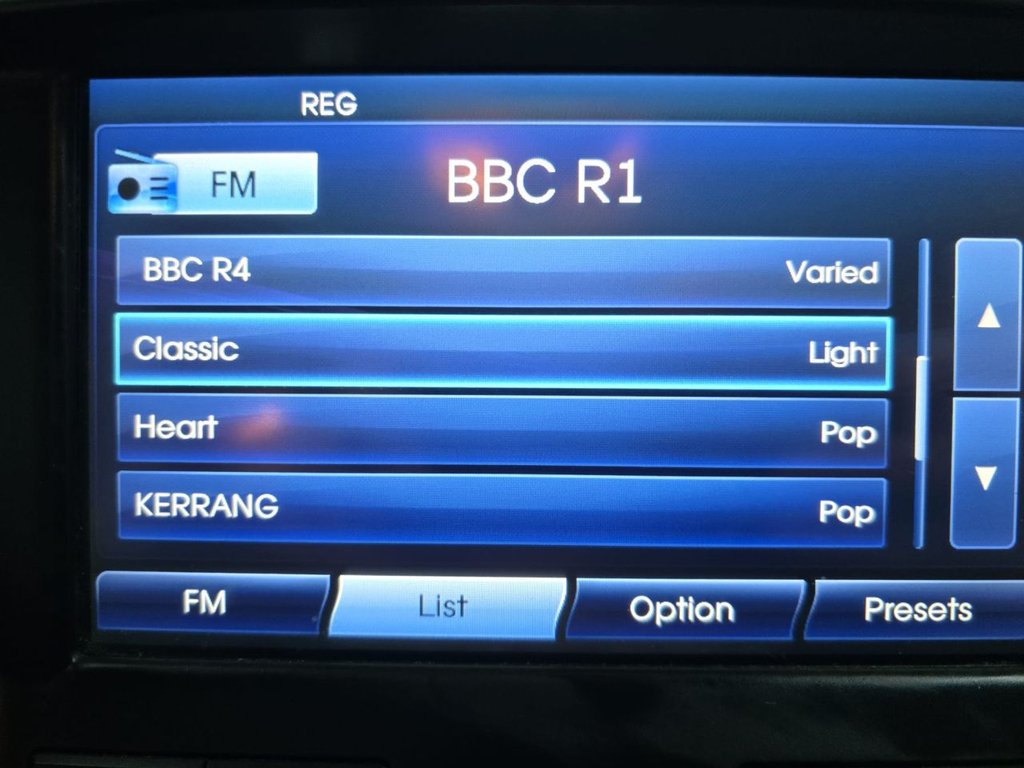 REG
FM BBC R1
BBC R4 Varied
Classic Light
Heart Pop
KERRANG Pop
FM List Option Presets